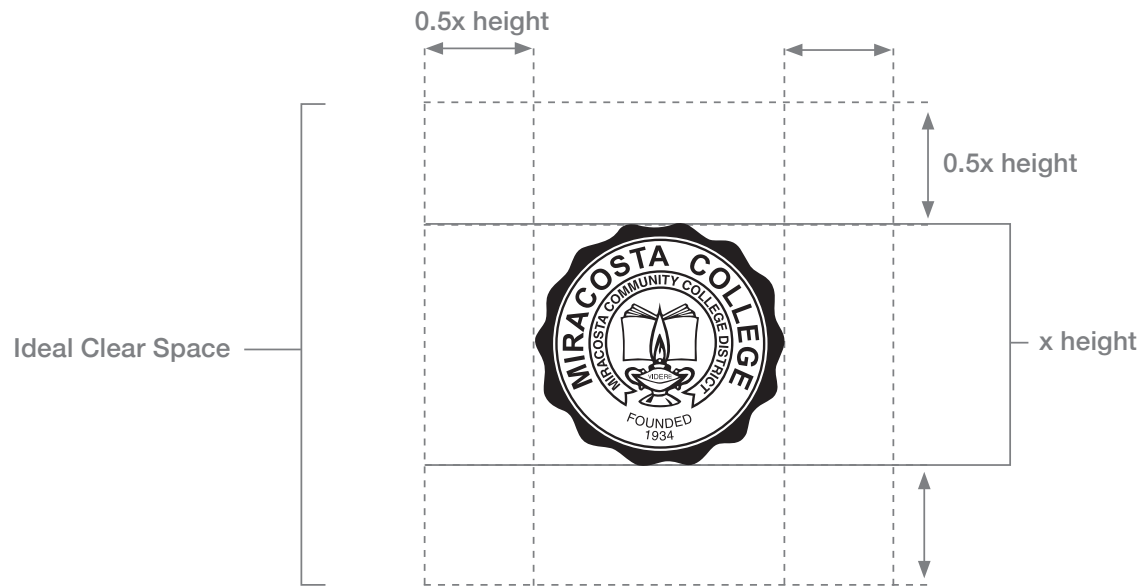 0.5x height
0.5x height
MIRACOSTA COLLEGE
MIRACOSTA COMMUNITY COLLEGE DISTRICT
Ideal Clear Space
x height
VIDERE
FOUNDED
1934